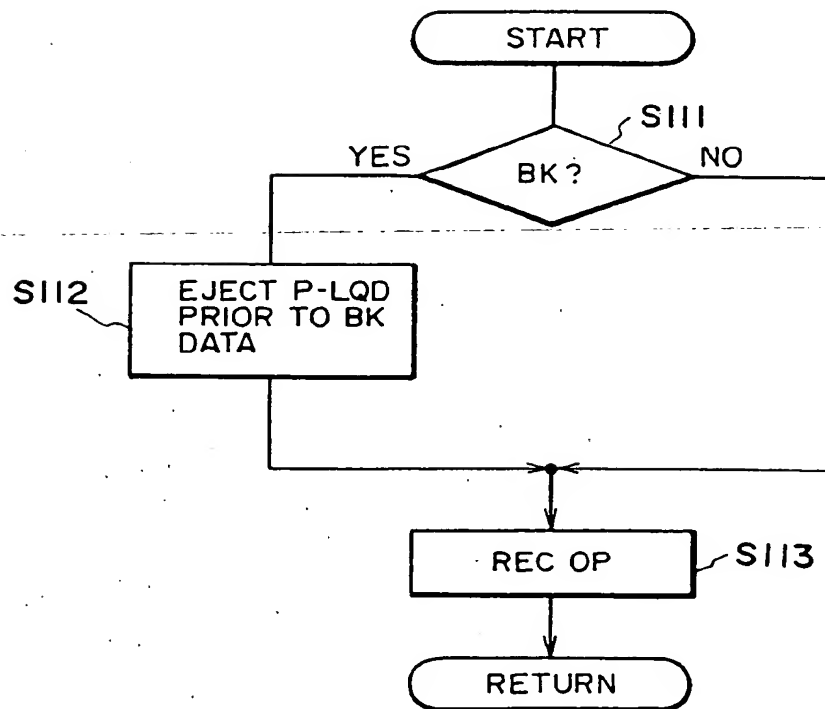 START
S111
YES
BK?
NO
S112
EJECT P-LQD
PRIOR TO BK
DATA
REC OP
S113
RETURN